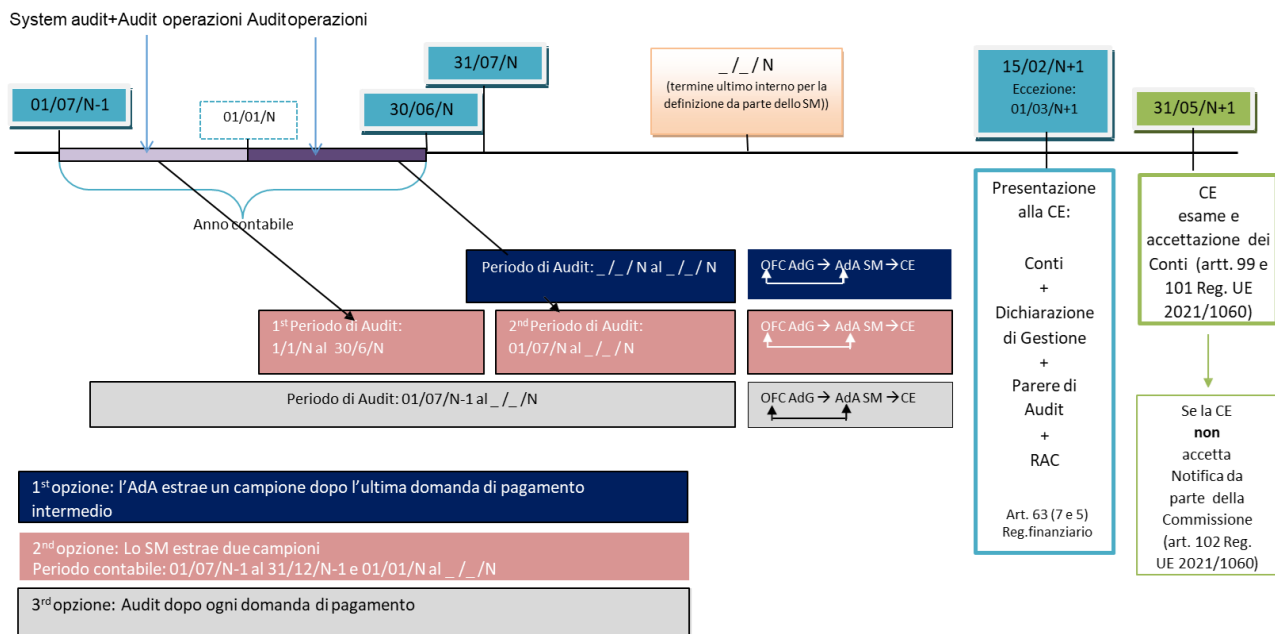 System audit+Audit operazioni Audit operazioni
01/07/N-1
01/01/N
30/06/N
31/07/N
_ /_ / N
(termine ultimo interno per la
definizione da parte dello SM))
15/02/N+1
Eccezione:
01/03/N+1
31/05/N+1
Anno contabile
Periodo di Audit: _ /_ / N al _ /_ / N
OFC AdG → AdA SM → CE
1st Periodo di Audit:
1/1/N al 30/6/N
2nd Periodo di Audit:
01/07/N al _ /_ / N
OFC AdG → AdA SM → CE
Periodo di Audit: 01/07/N-1 al _ /_ /N
OFC AdG → AdA SM → CE
Presentazione
alla CE:
Conti
+
Dichiarazione
di Gestione
+
Parere di
Audit
+
RAC
Art. 63 (7 e 5)
Reg.finanziario
CE
esame e
accettazione dei
Conti (artt. 99 e
101 Reg. UE
2021/1060)
Se la CE
non
accetta
Notifica da
parte della
Commissione
(art. 102 Reg.
UE 2021/1060)
1st opzione: l'AdA estrae un campione dopo l'ultima domanda di pagamento
intermedio
2nd opzione: Lo SM estrae due campioni
Periodo contabile: 01/07/N-1 al 31/12/N-1 e 01/01/N al _ /_ /N
3rd opzione: Audit dopo ogni domanda di pagamento